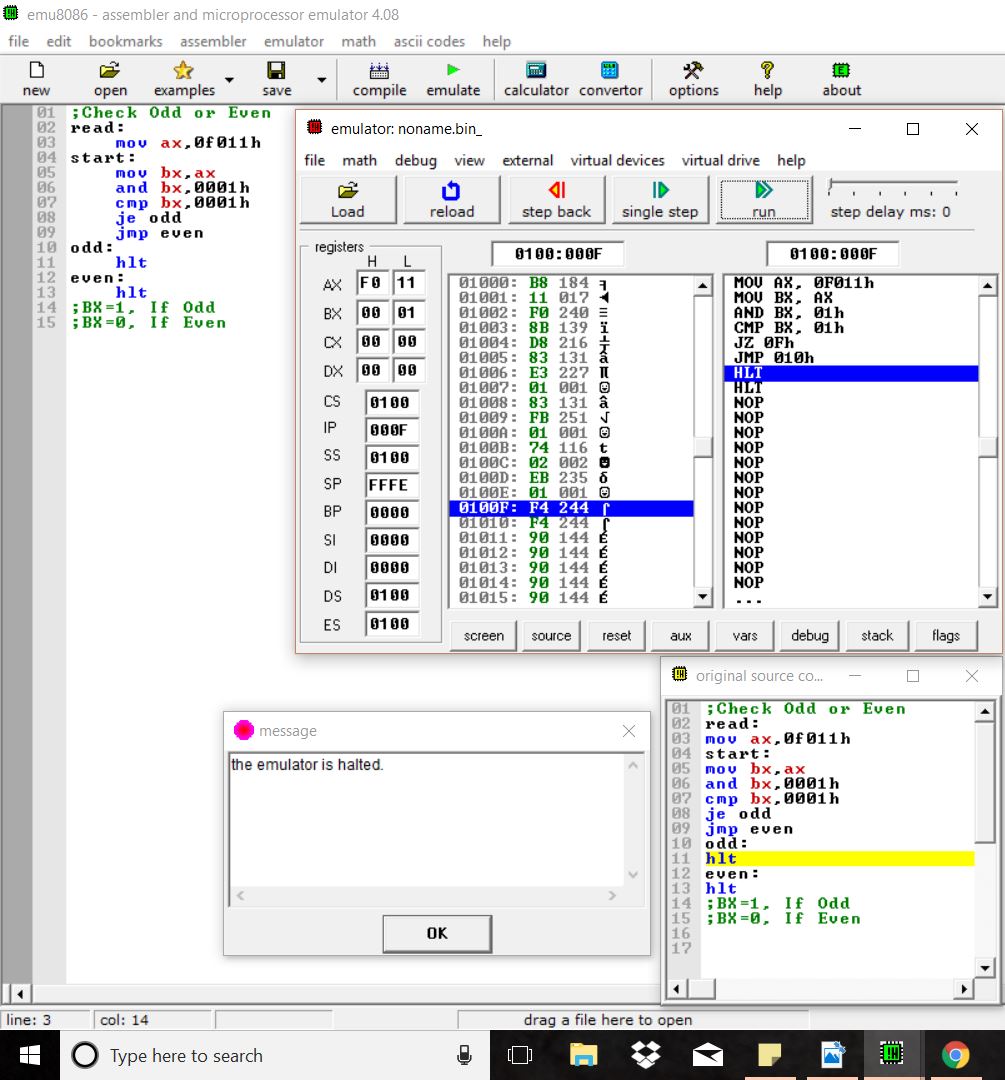 emu8086 - assembler and microprocessor emulator 4.08
file edit bookmarks assembler emulator math ascii codes help
new open examples save compile emulate calculator convertor options help about
01 ;Check Odd or Even
02 read:
03 mov ax,0f011h
04 start:
05 mov bx,ax
06 and bx,0001h
07 cmp bx,0001h
08 je odd
09 jmp even
10 odd:
11 hlt
12 even:
13 hlt
14 ;BX=1, If Odd
15 ;BX=0, If Even
emulator: noname.bin_
file math debug view external virtual devices virtual drive help
Load reload step back single step run step delay ms: 0
registers
H L
AX F0 11
BX 00 01
CX 00 00
DX 00 00
CS 0100
IP 000F
SS 0100
SP FFFE
BP 0000
SI 0000
DI 0000
DS 0100
ES 0100
0100:000F
01000: B8 184 ╕
01001: 11 017 ◄
01002: F0 240 ≡
01003: 8B 139 ï
01004: D8 216 ╪
01005: 83 131 â
01006: E3 227 π
01007: 01 001 ☺
01008: 83 131 â
01009: FB 251 √
0100A: 01 001 ☺
0100B: 74 116 t
0100C: 02 002 ☻
0100D: EB 235 δ
0100E: 01 001 ☺
0100F: F4 244 ⌠
01010: F4 244 ⌠
01011: 90 144 É
01012: 90 144 É
01013: 90 144 É
01014: 90 144 É
01015: 90 144 É
0100:000F
MOV AX, 0F011h
MOV BX, AX
AND BX, 01h
CMP BX, 01h
JZ 0Fh
JMP 010h
HLT
HLT
NOP
NOP
NOP
NOP
NOP
NOP
NOP
NOP
NOP
NOP
NOP
NOP
NOP
...
screen source reset aux vars debug stack flags
message
the emulator is halted.
OK
original source co...
01 ;Check Odd or Even
02 read:
03 mov ax,0f011h
04 start:
05 mov bx,ax
06 and bx,0001h
07 cmp bx,0001h
08 je odd
09 jmp even
10 odd:
11 hlt
12 even:
13 hlt
14 ;BX=1, If Odd
15 ;BX=0, If Even
16
17
line: 3 col: 14 drag a file here to open
Type here to search